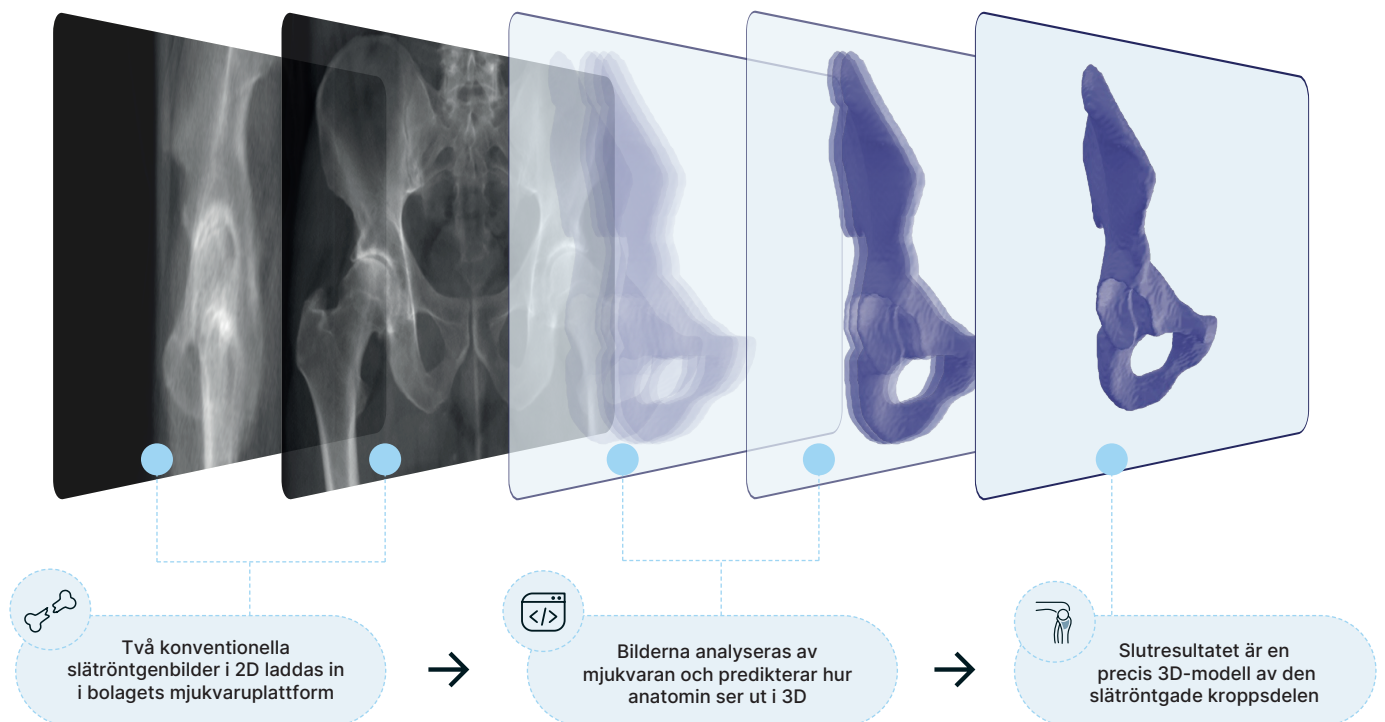 Två konventionella
slätröntgenbilder i 2D laddas in
i bolagets mjukvaruplattform
Bilderna analyseras av
mjukvaran och predikterar hur
anatomin ser ut i 3D
Slutresultatet är en
precis 3D-modell av den
slätröntgade kroppsdelen